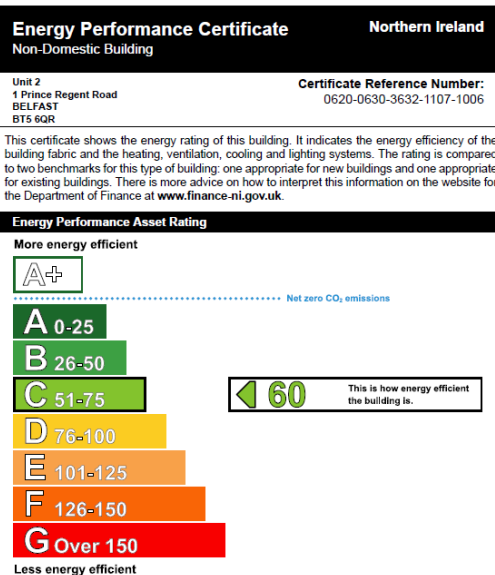 Energy Performance Certificate
Northern Ireland
Non-Domestic Building
Unit 2
1 Prince Regent Road
BELFAST
BT5 6QR
Certificate Reference Number:
0620-0630-3632-1107-1006
This certificate shows the energy rating of this building. It indicates the energy efficiency of the
building fabric and the heating, ventilation, cooling and lighting systems. The rating is compared
to two benchmarks for this type of building: one appropriate for new buildings and one appropriate
for existing buildings. There is more advice on how to interpret this information on the website for
the Department of Finance at www.finance-ni.gov.uk.
Energy Performance Asset Rating
More energy efficient
A+
Net zero CO₂ emissions
A 0-25
B 26-50
C 51-75
60
This is how energy efficient
the building is.
D 76-100
E 101-125
F 126-150
G Over 150
Less energy efficient